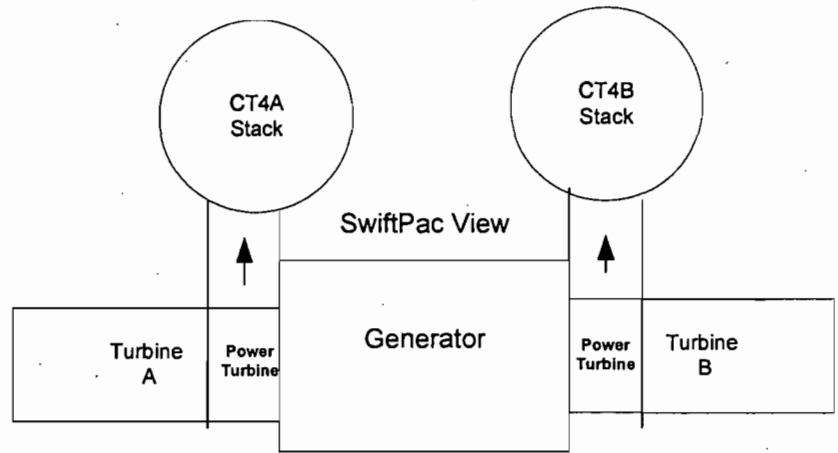 CT4A
Stack
CT4B
Stack
SwiftPac View
Generator
Turbine
A
Power
Turbine
Power
Turbine
Turbine
B